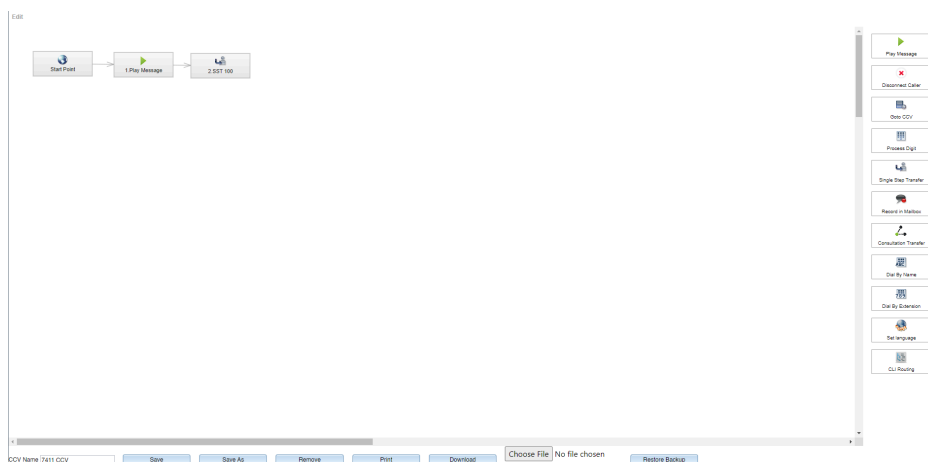 Edit
Start Point
1.Play Message
2.SST 100
Play Message
Disconnect Caller
Goto CCV
Process Digit
Single Step Transfer
Record in Mailbox
Consultation Transfer
Dial By Name
Dial By Extension
Set language
CLI Routing
CCV Name 7411 CCV Save Save As Remove Print Download Choose File No file chosen Restore Backup